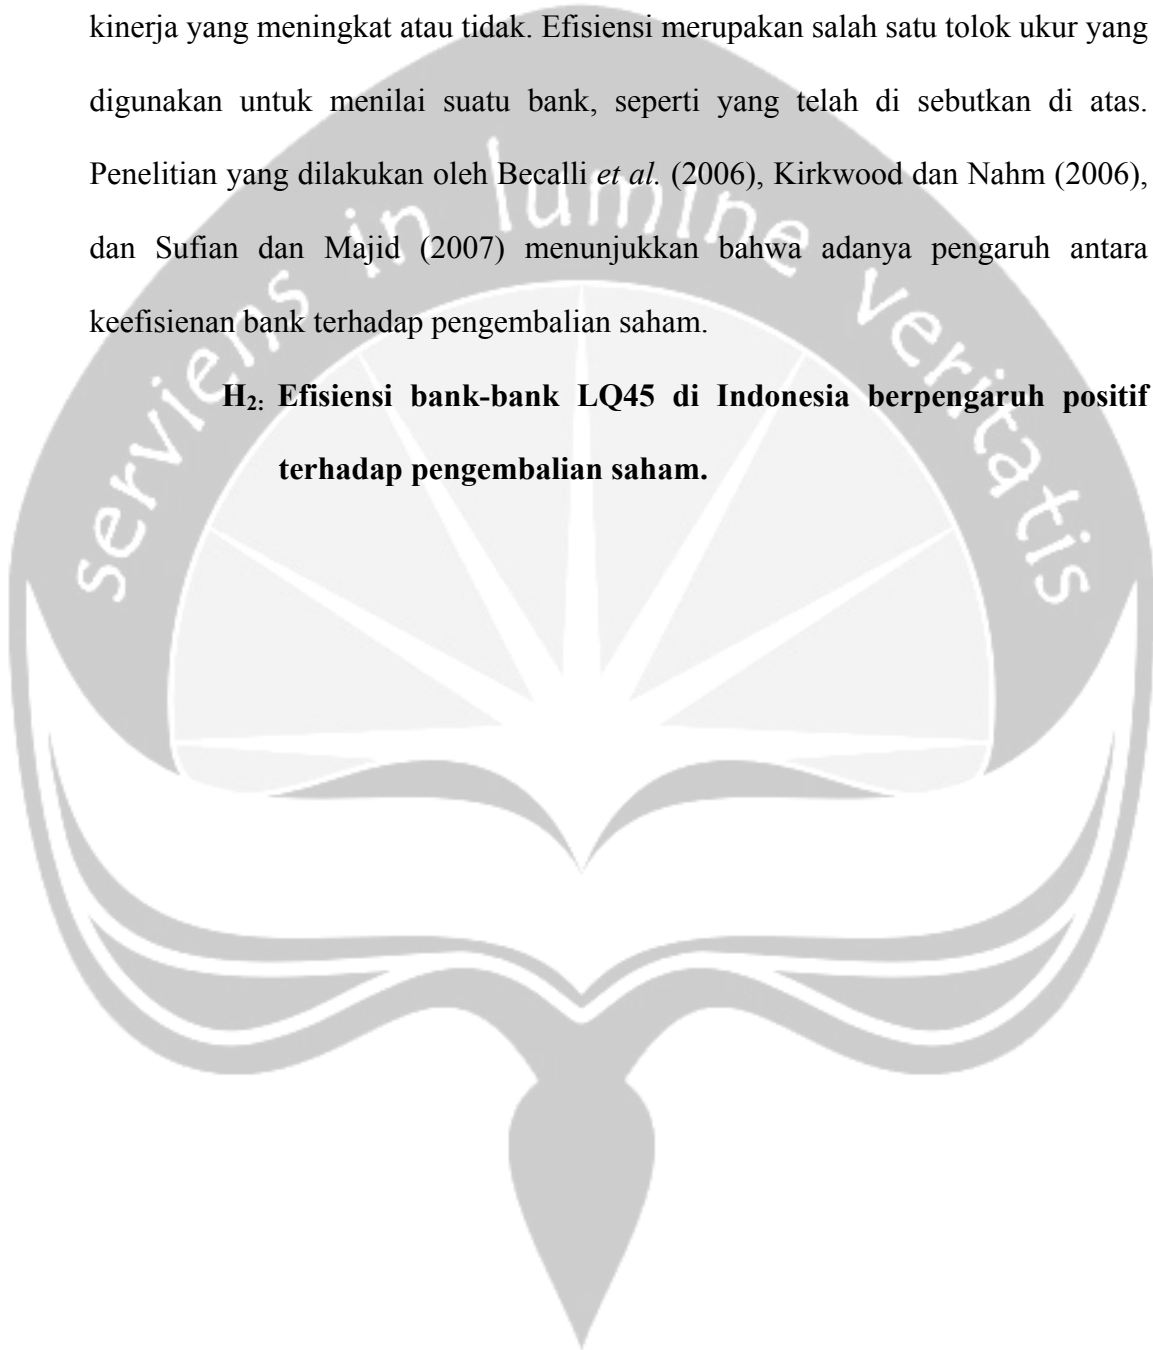 kinerja yang meningkat atau tidak. Efisiensi merupakan salah satu tolok ukur yang
digunakan untuk menilai suatu bank, seperti yang telah di sebutkan di atas.
Penelitian yang dilakukan oleh Becalli et al. (2006), Kirkwood dan Nahm (2006),
dan Sufian dan Majid (2007) menunjukkan bahwa adanya pengaruh antara
keefisienan bank terhadap pengembalian saham.
H2: Efisiensi bank-bank LQ45 di Indonesia berpengaruh positif
terhadap pengembalian saham.
serviens in lumine veritatis